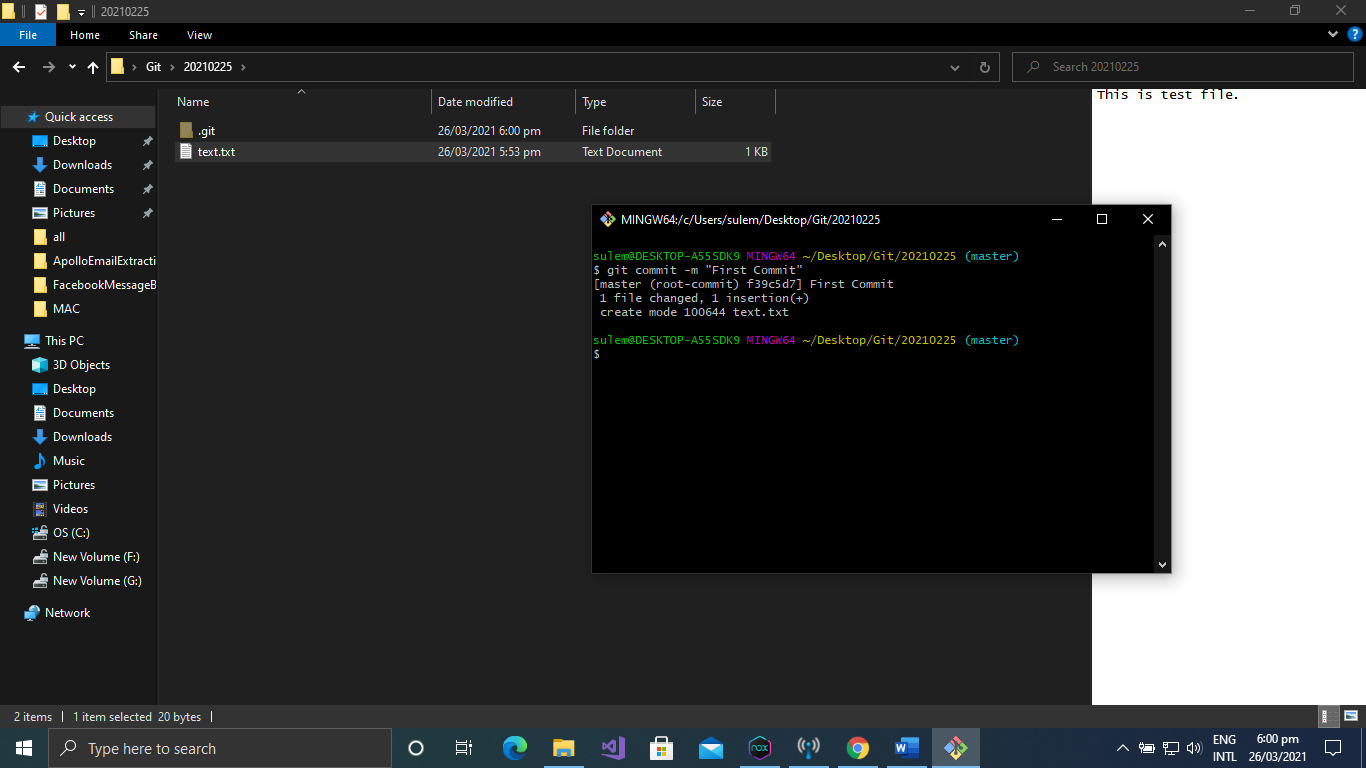 20210225
File Home Share View
Git 20210225
Search 20210225
Name Date modified Type Size
.git 26/03/2021 6:00 pm File folder
text.txt 26/03/2021 5:53 pm Text Document 1 KB
This is test file.
Quick access
Desktop
Downloads
Documents
Pictures
all
ApolloEmailExtracti
FacebookMessageB
MAC
This PC
3D Objects
Desktop
Documents
Downloads
Music
Pictures
Videos
OS (C:)
New Volume (F:)
New Volume (G:)
Network
MINGW64:/c/Users/sulem/Desktop/Git/20210225
sulem@DESKTOP-A55SDK9 MINGW64 ~/Desktop/Git/20210225 (master)
$ git commit -m "First Commit"
[master (root-commit) f39c5d7] First Commit
1 file changed, 1 insertion(+)
create mode 100644 text.txt
sulem@DESKTOP-A55SDK9 MINGW64 ~/Desktop/Git/20210225 (master)
$
2 items 1 item selected 20 bytes
Type here to search
nox
ENG
INTL
6:00 pm
26/03/2021